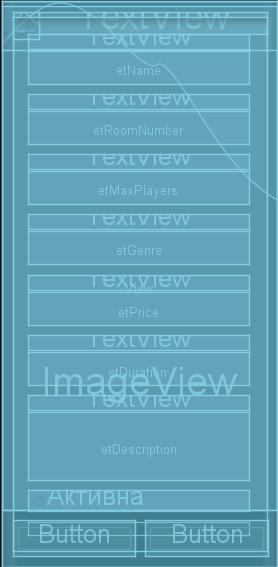 TextView
TextView
etName
TextView
etRoomNumber
TextView
etMaxPlayers
TextView
etGenre
TextView
View
etPrice
TextView
etDuration
ImageView
TextView
etDescription
Активна
Button Button